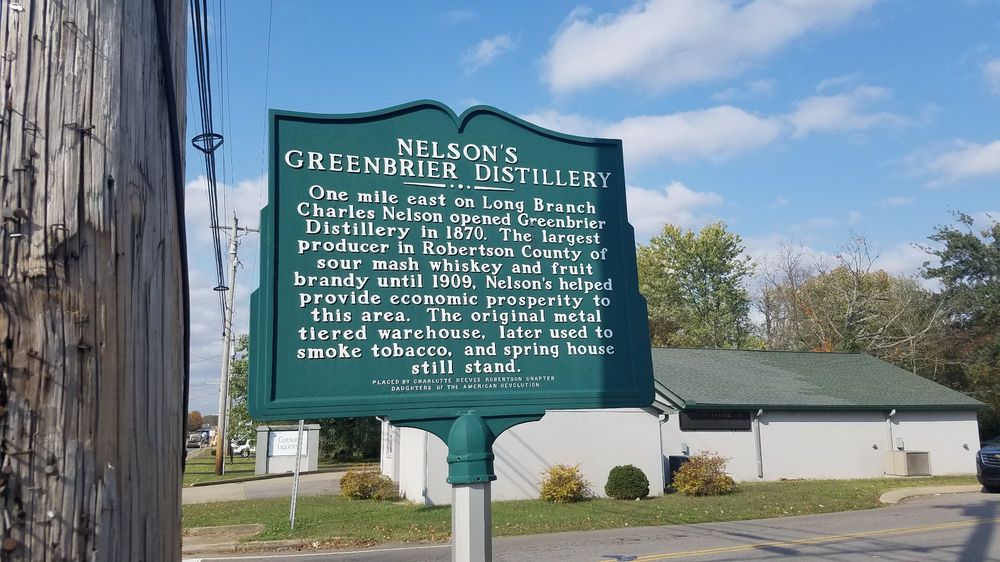 NELSON'S
GREENBRIER DISTILLERY
One mile east on Long Branch
Charles Nelson opened Greenbrier
Distillery in 1870. The largest
producer in Robertson County of
sour mash whiskey and fruit
brandy until 1909, Nelson's helped
provide economic prosperity to
this area. The original metal
tiered warehouse, later used to
smoke tobacco, and spring house
still stand.
PLACED BY CHARLOTTE REEVES ROBERTSON CHAPTER
DAUGHTERS OF THE AMERICAN REVOLUTION